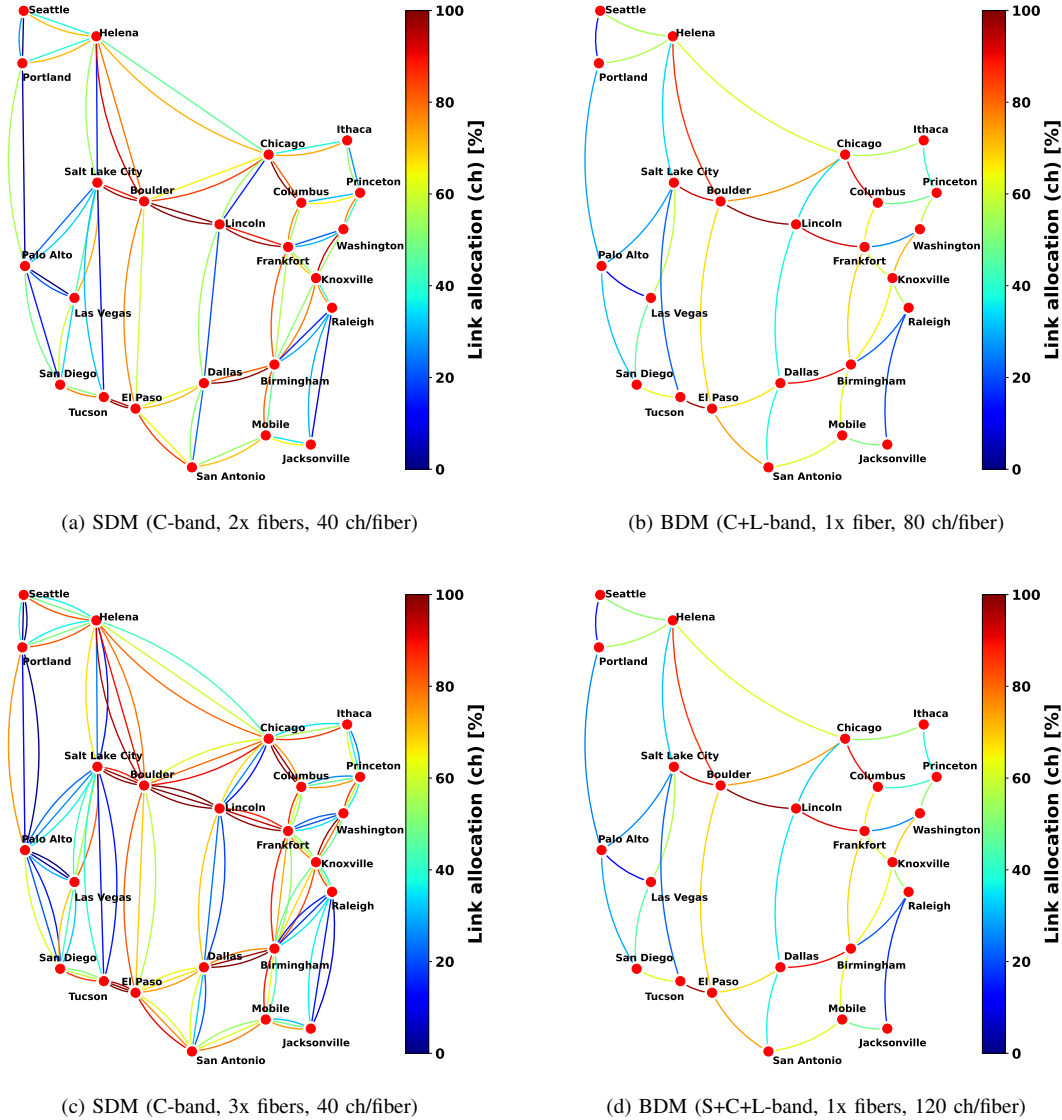 Seattle
Helena
Portland
Ithaca
Chicago
Salt Lake City
Boulder
Princeton
Columbus
Lincoln
Washington
Frankfort
Palo Alto
Knoxville
Las Vegas
Raleigh
San Diego
Dallas
Birmingham
Tucson
El Paso
Mobile
Jacksonville
San Antonio
100
80
60
40
20
0
Link allocation (ch) [%]
(a) SDM (C-band, 2x fibers, 40 ch/fiber)
Seattle
Helena
Portland
Ithaca
Chicago
Salt Lake City
Boulder
Princeton
Columbus
Lincoln
Washington
Frankfort
Palo Alto
Knoxville
Las Vegas
Raleigh
San Diego
Dallas
Birmingham
Tucson
El Paso
Mobile
Jacksonville
San Antonio
100
80
60
40
20
0
Link allocation (ch) [%]
(b) BDM (C+L-band, 1x fiber, 80 ch/fiber)
Seattle
Helena
Portland
Ithaca
Chicago
Salt Lake City
Boulder
Princeton
Columbus
Lincoln
Washington
Frankfort
Palo Alto
Knoxville
Las Vegas
Raleigh
San Diego
Dallas
Birmingham
Tucson
El Paso
Mobile
Jacksonville
San Antonio
100
80
60
40
20
0
Link allocation (ch) [%]
(c) SDM (C-band, 3x fibers, 40 ch/fiber)
Seattle
Helena
Portland
Ithaca
Chicago
Salt Lake City
Boulder
Princeton
Columbus
Lincoln
Washington
Frankfort
Palo Alto
Knoxville
Las Vegas
Raleigh
San Diego
Dallas
Birmingham
Tucson
El Paso
Mobile
Jacksonville
San Antonio
100
80
60
40
20
0
Link allocation (ch) [%]
(d) BDM (S+C+L-band, 1x fibers, 120 ch/fiber)